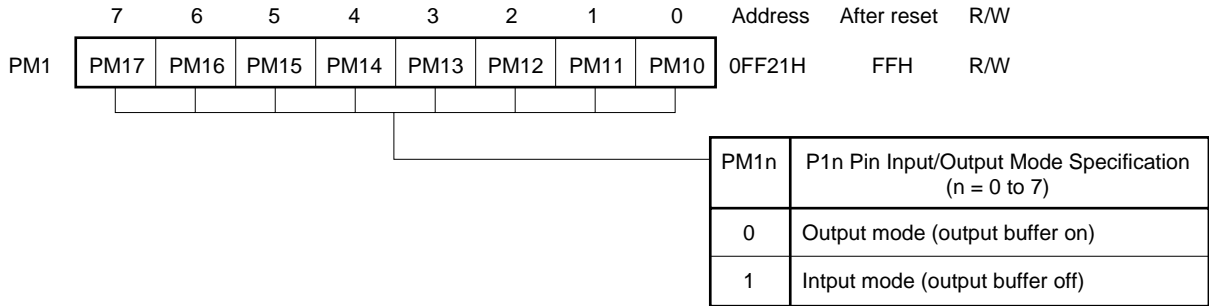 7 6 5 4 3 2 1 0 Address After reset R/W
PM1 PM17 PM16 PM15 PM14 PM13 PM12 PM11 PM10 0FF21H FFH R/W
PM1n P1n Pin Input/Output Mode Specification
(n = 0 to 7)
0 Output mode (output buffer on)
1 Intput mode (output buffer off)